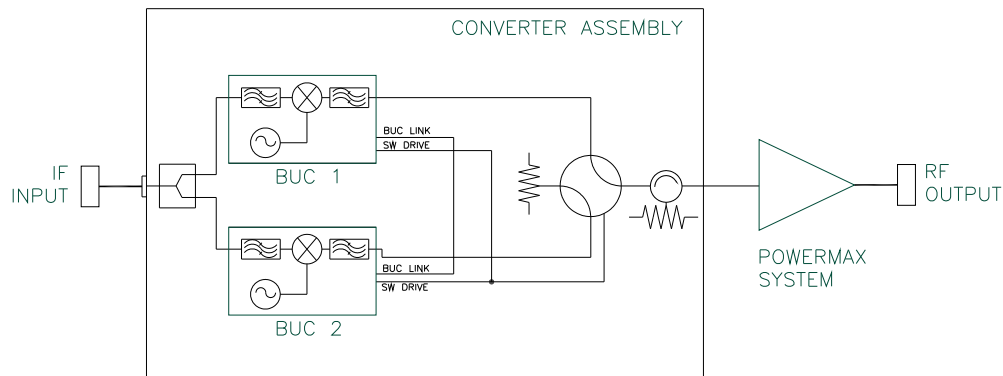 CONVERTER ASSEMBLY
BUC LINK
SW DRIVE
BUC 1
IF
INPUT
RF
OUTPUT
BUC LINK
SW DRIVE
BUC 2
POWERMAX
SYSTEM